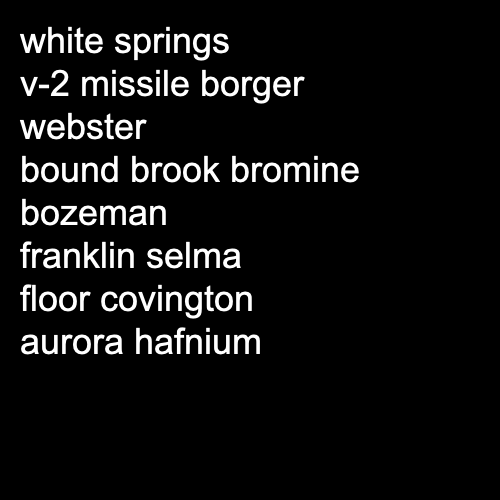 white springs
v-2 missile borger
webster
bound brook bromine
bozeman
franklin selma
floor covington
aurora hafnium